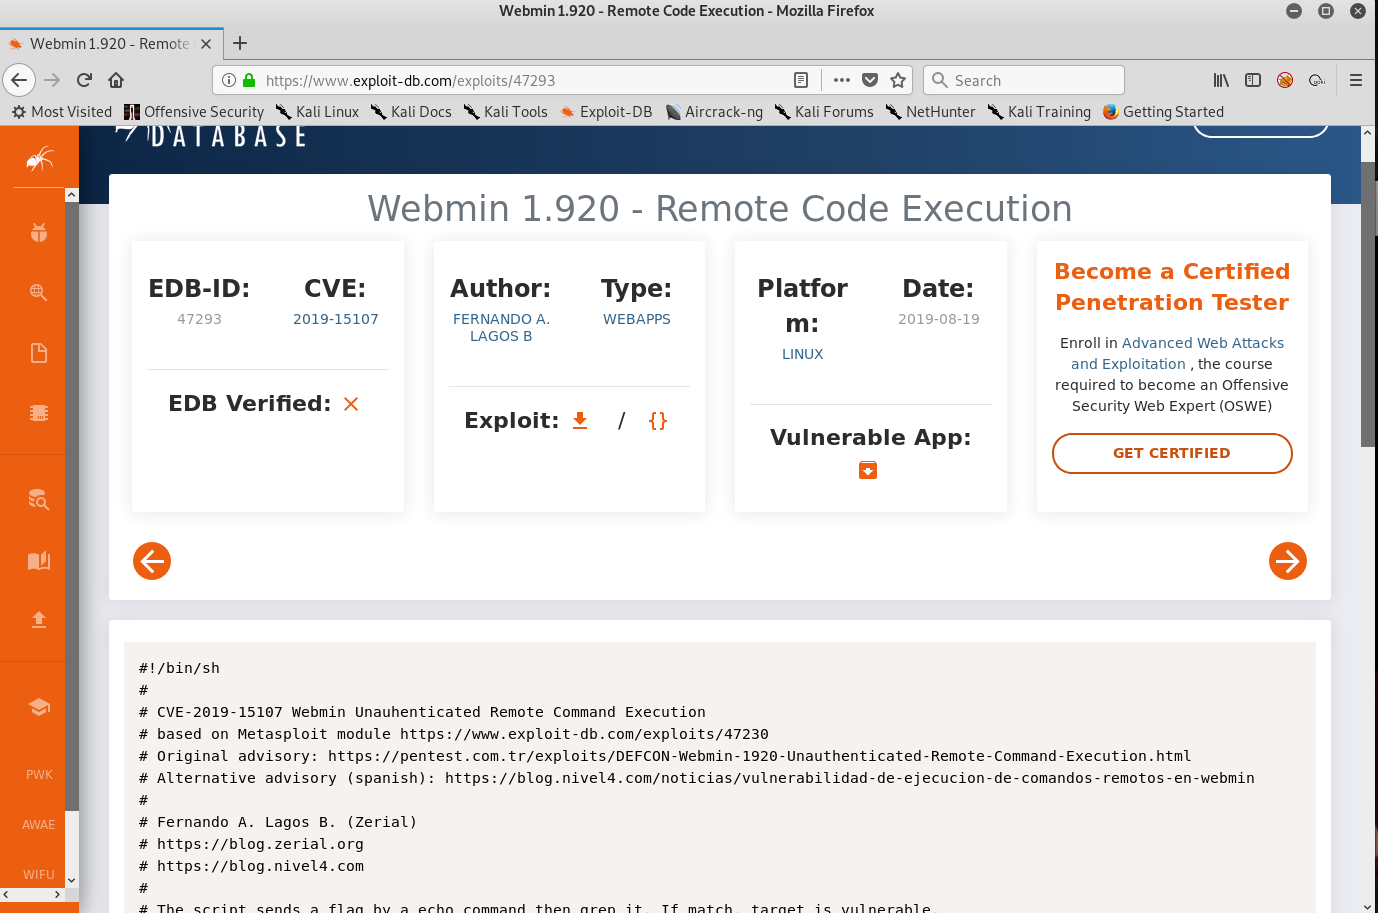 Webmin 1.920 - Remote Code Execution - Mozilla Firefox
Webmin 1.920 - Remote
https://www.exploit-db.com/exploits/47293
Search
Most Visited Offensive Security Kali Linux Kali Docs Kali Tools Exploit-DB Aircrack-ng Kali Forums NetHunter Kali Training Getting Started
DATABASE
Webmin 1.920 - Remote Code Execution
EDB-ID:
47293
CVE:
2019-15107
EDB Verified:
Author:
FERNANDO A.
LAGOS B
Type:
WEBAPPS
Exploit: / {}
Platfor
m:
LINUX
Date:
2019-08-19
Vulnerable App:
Become a Certified
Penetration Tester
Enroll in Advanced Web Attacks
and Exploitation , the course
required to become an Offensive
Security Web Expert (OSWE)
GET CERTIFIED
PWK
AWAE
WIFU
#!/bin/sh
#
# CVE-2019-15107 Webmin Unauhenticated Remote Command Execution
# based on Metasploit module https://www.exploit-db.com/exploits/47230
# Original advisory: https://pentest.com.tr/exploits/DEFCON-Webmin-1920-Unauthenticated-Remote-Command-Execution.html
# Alternative advisory (spanish): https://blog.nivel4.com/noticias/vulnerabilidad-de-ejecucion-de-comandos-remotos-en-webmin
#
# Fernando A. Lagos B. (Zerial)
# https://blog.zerial.org
# https://blog.nivel4.com
#
# The script sends a flag by a echo command then grep it. If match, target is vulnerable.